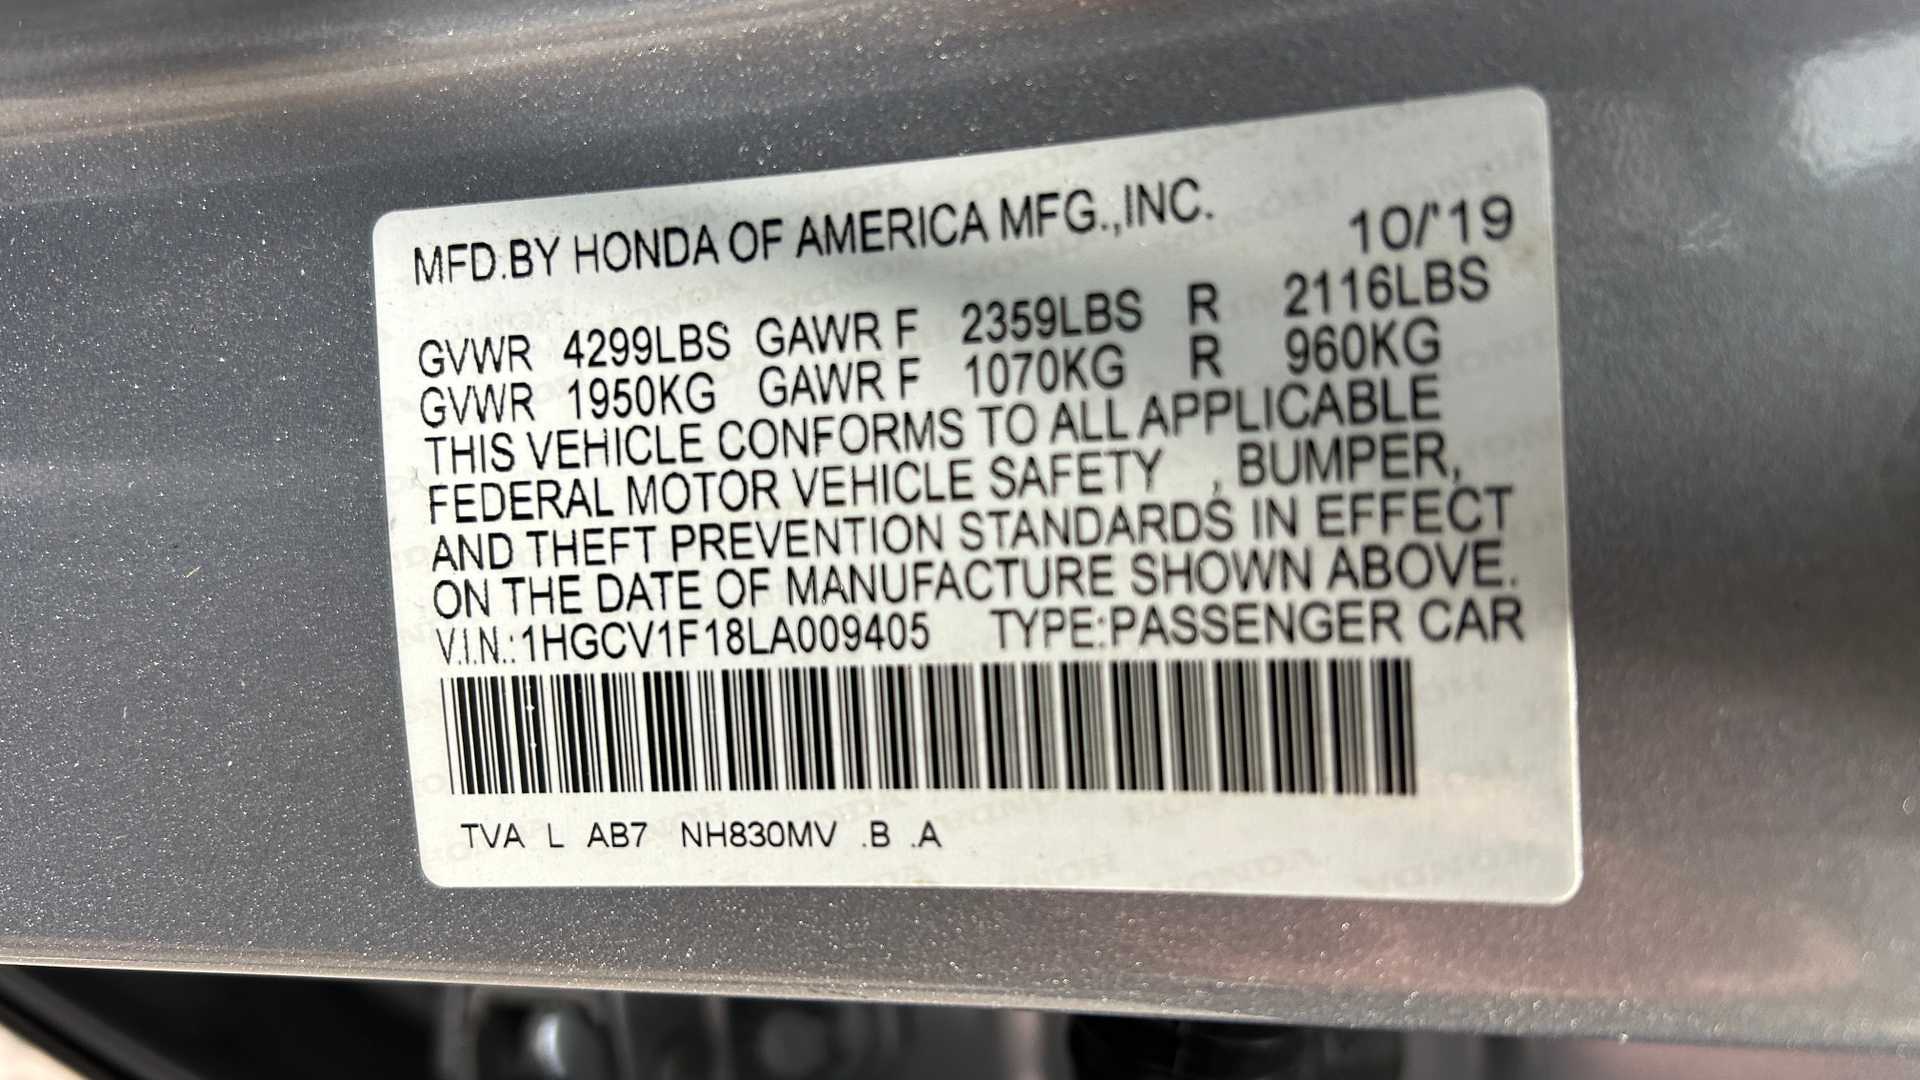 MFD.BY HONDA OF AMERICA MFG.,INC. 10/'19
GVWR 4299LBS GAWR F 2359LBS R 2116LBS
GVWR 1950KG GAWR F 1070KG R 960KG
THIS VEHICLE CONFORMS TO ALL APPLICABLE
FEDERAL MOTOR VEHICLE SAFETY , BUMPER,
AND THEFT PREVENTION STANDARDS IN EFFECT
ON THE DATE OF MANUFACTURE SHOWN ABOVE.
V.I.N.:1HGCV1F18LA009405 TYPE:PASSENGER CAR
TVA L AB7 NH830MV .B .A